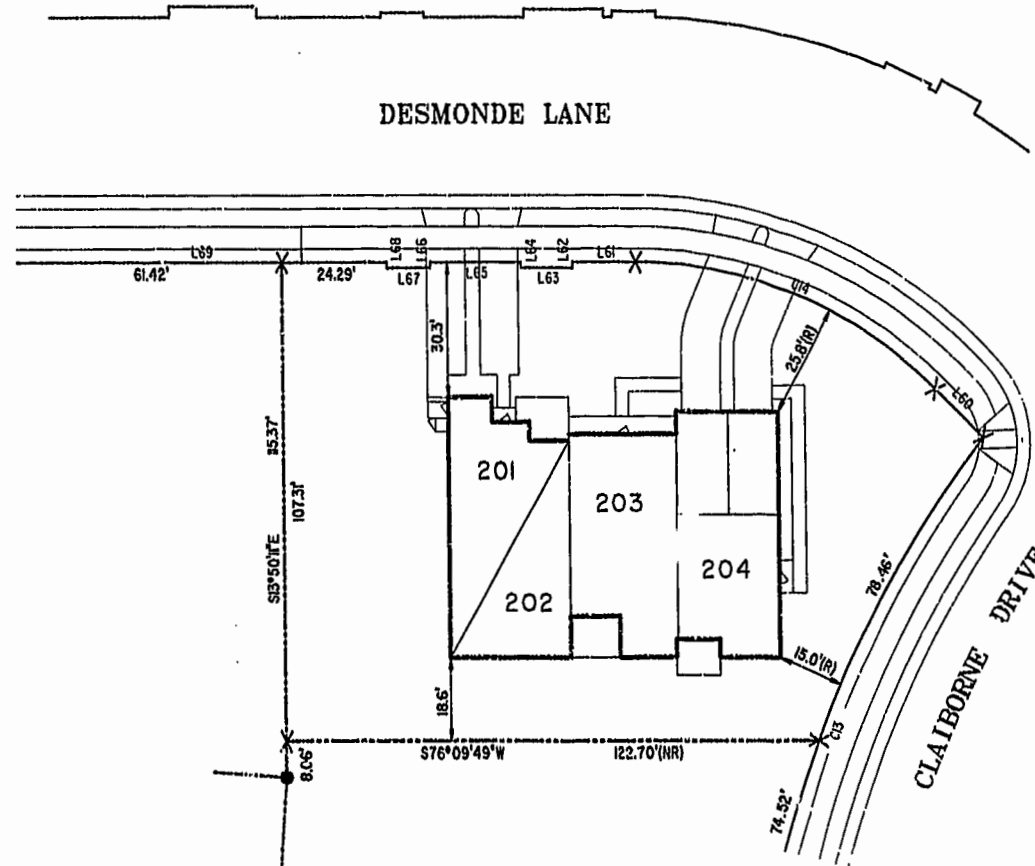 DESMONDE LANE
L69
L68
L66
L64
L62
L61
61.42'
24.29'
L67
L65
L63
C14
30.3'
25.8'(R)
L60
35.37'
107.31'
S13°50'11"E
201
203
204
202
78.46'
15.0'(R)
18.6'
S76°09'49"W
122.70'(NR)
C13
8.06'
74.52'
CLAIBORNE DRIVE